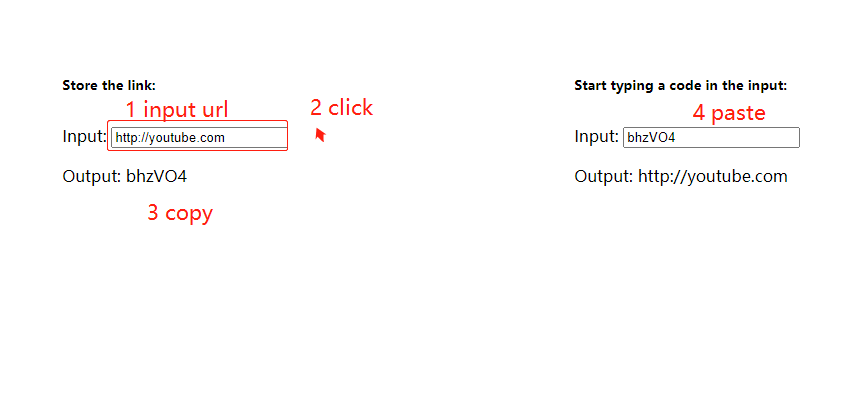 Store the link:
1 input url
2 click
Input: http://youtube.com
Output: bhzVO4
3 copy
Start typing a code in the input:
4 paste
Input: bhzVO4
Output: http://youtube.com